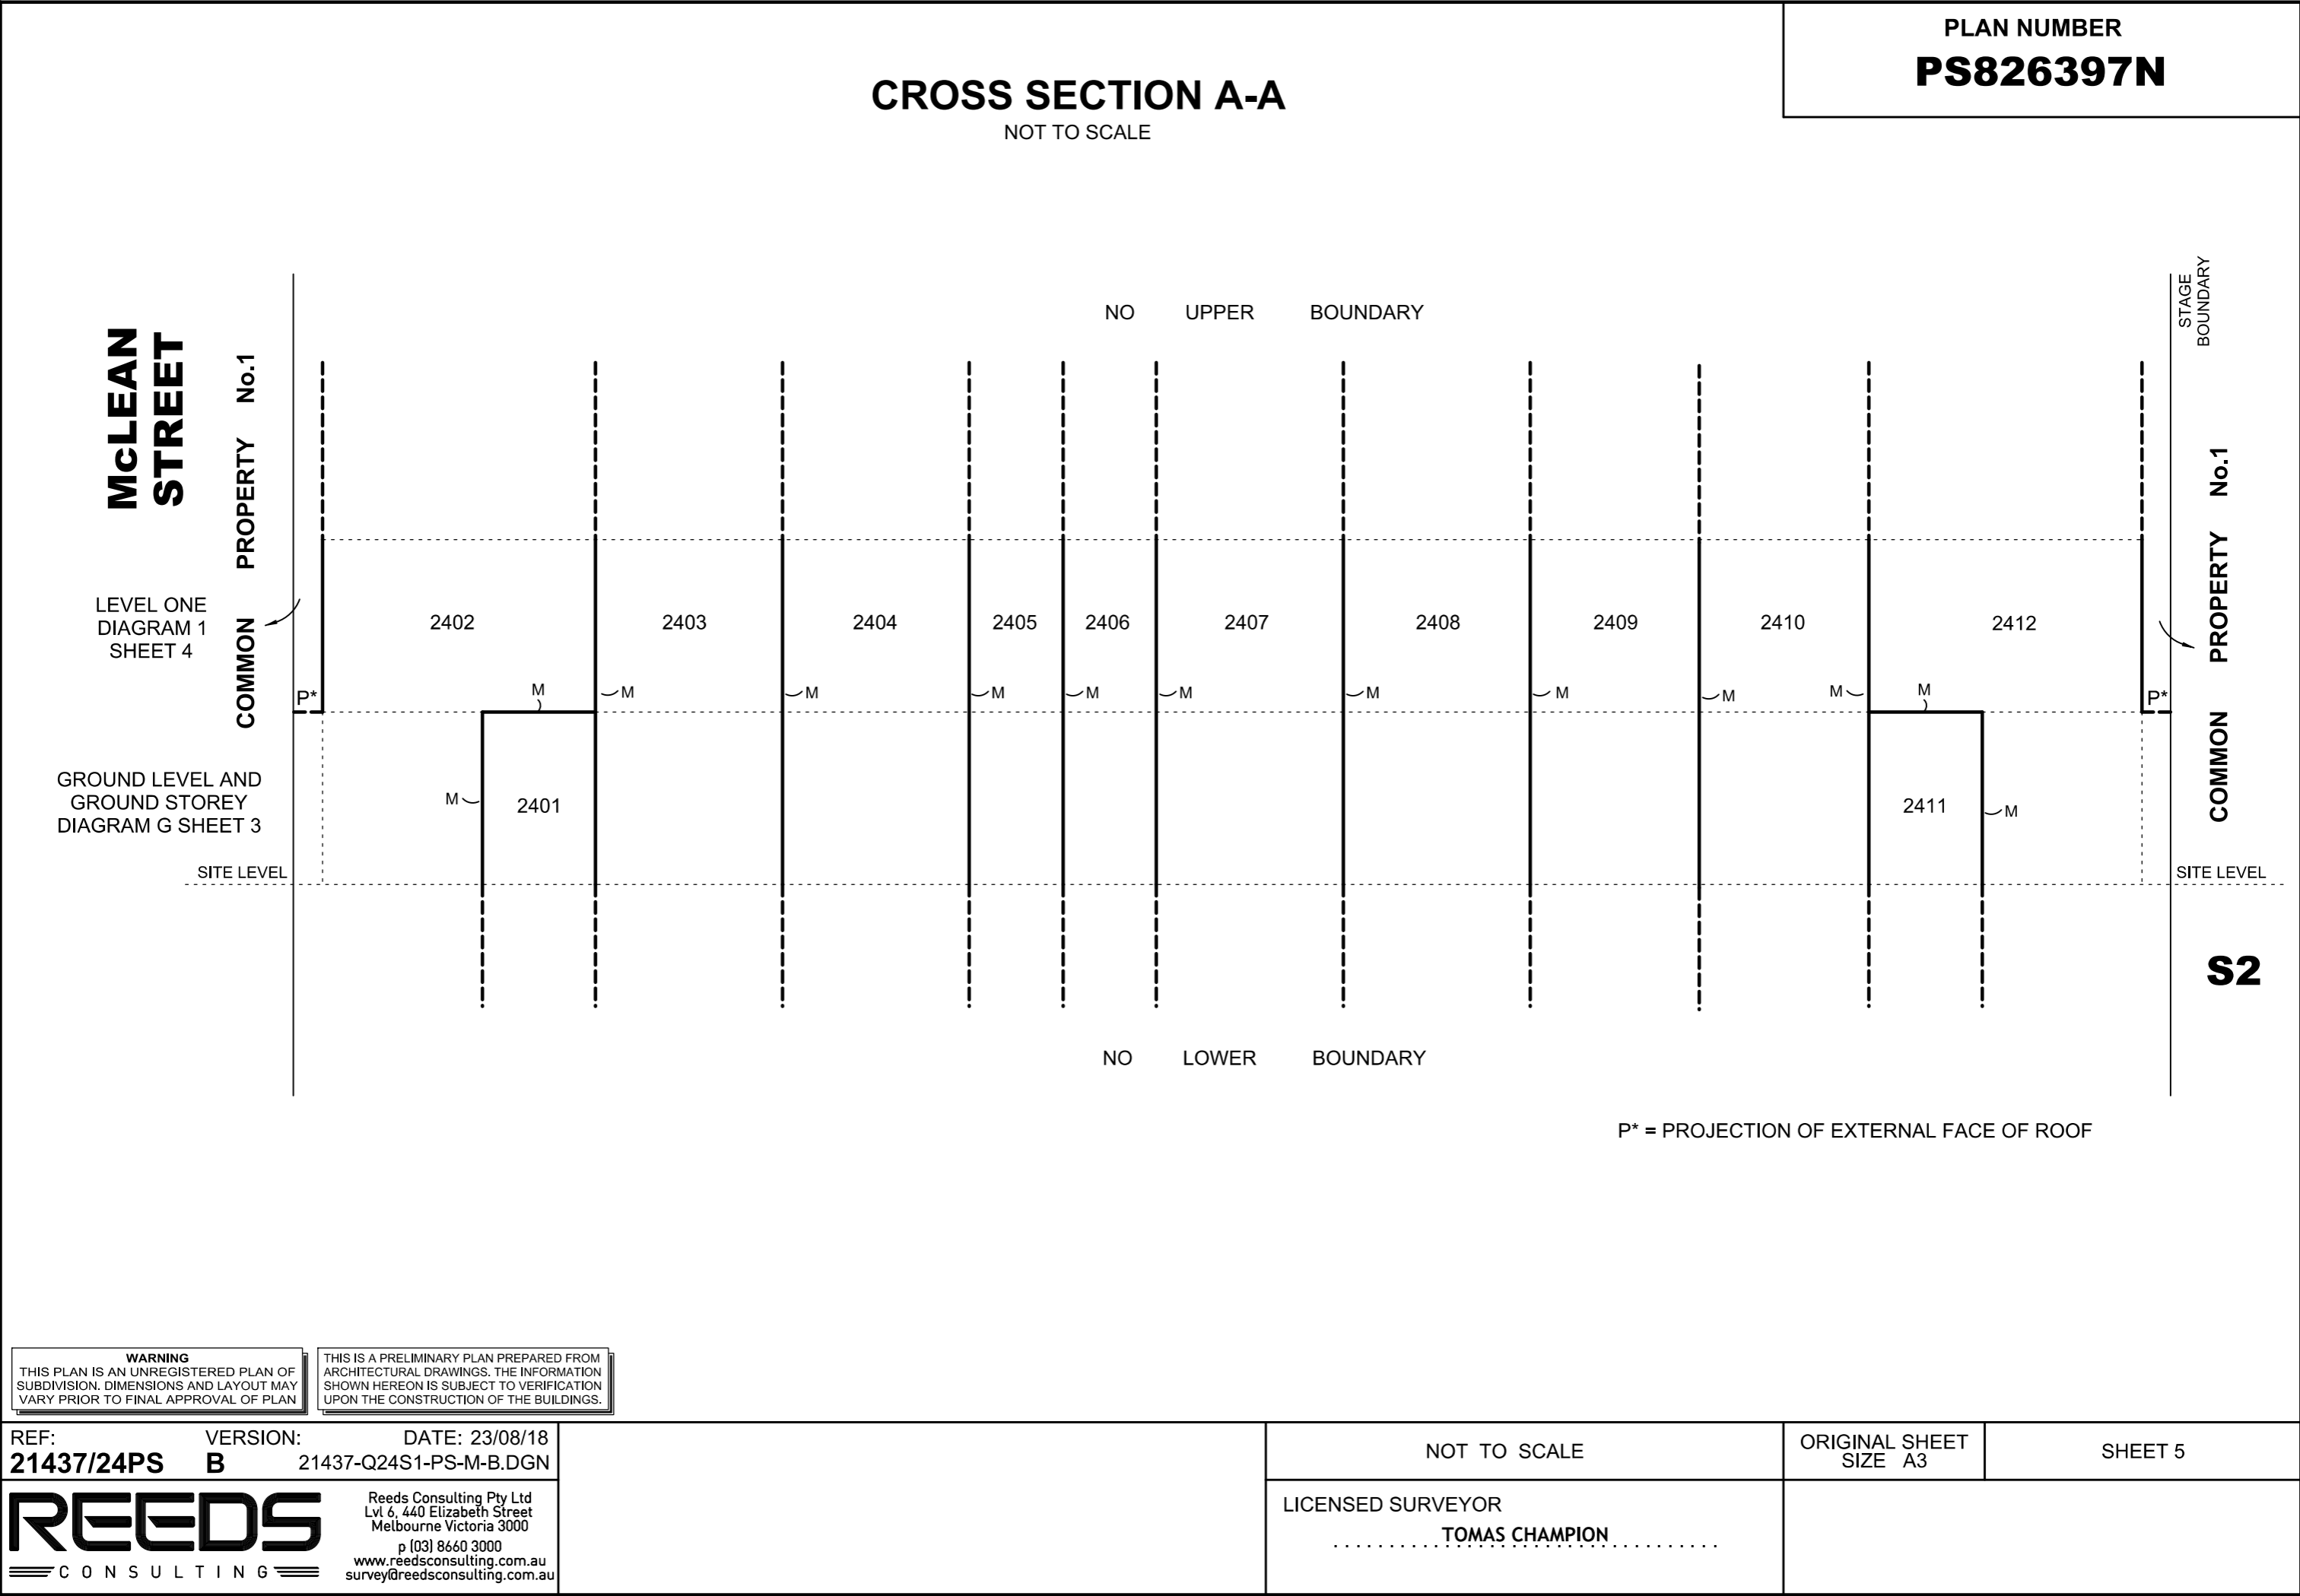 PLAN NUMBER
PS826397N
CROSS SECTION A-A
NOT TO SCALE
NO UPPER BOUNDARY
STAGE
BOUNDARY
McLEAN
STREET
COMMON PROPERTY No.1
COMMON PROPERTY No.1
LEVEL ONE
DIAGRAM 1
SHEET 4
2402 2403 2404 2405 2406 2407 2408 2409 2410 2412
P* M M M M M M M M M M M M P*
GROUND LEVEL AND
GROUND STOREY
DIAGRAM G SHEET 3
M 2401 2411 M
SITE LEVEL SITE LEVEL
S2
NO LOWER BOUNDARY
P* = PROJECTION OF EXTERNAL FACE OF ROOF
WARNING
THIS PLAN IS AN UNREGISTERED PLAN OF
SUBDIVISION. DIMENSIONS AND LAYOUT MAY
VARY PRIOR TO FINAL APPROVAL OF PLAN
THIS IS A PRELIMINARY PLAN PREPARED FROM
ARCHITECTURAL DRAWINGS. THE INFORMATION
SHOWN HEREON IS SUBJECT TO VERIFICATION
UPON THE CONSTRUCTION OF THE BUILDINGS.
REF: VERSION: DATE: 23/08/18
21437/24PS B 21437-Q24S1-PS-M-B.DGN
REEDS
CONSULTING
Reeds Consulting Pty Ltd
Lvl 6, 440 Elizabeth Street
Melbourne Victoria 3000
p (03) 8660 3000
www.reedsconsulting.com.au
survey@reedsconsulting.com.au
NOT TO SCALE
ORIGINAL SHEET
SIZE A3
SHEET 5
LICENSED SURVEYOR
TOMAS CHAMPION